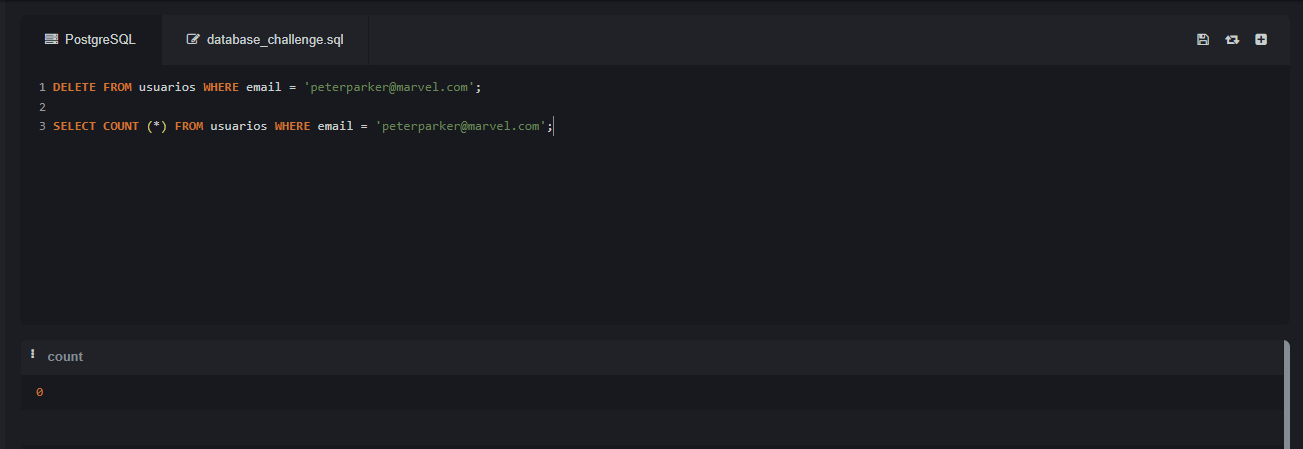 PostgreSQL
database_challenge.sql
1 DELETE FROM usuarios WHERE email = 'peterparker@marvel.com';
2
3 SELECT COUNT (*) FROM usuarios WHERE email = 'peterparker@marvel.com';
count
0